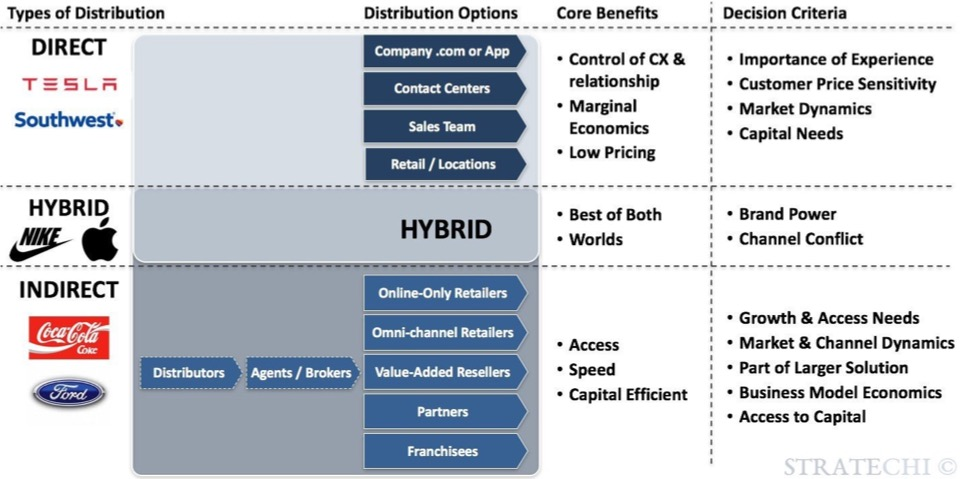 Types of Distribution
Distribution Options
Core Benefits
Decision Criteria
DIRECT
TESLA
Southwest
Company .com or App
Contact Centers
Sales Team
Retail / Locations
• Control of CX &
relationship
• Marginal
Economics
• Low Pricing
• Importance of Experience
• Customer Price Sensitivity
• Market Dynamics
• Capital Needs
HYBRID
NIKE
HYBRID
• Best of Both
• Worlds
• Brand Power
• Channel Conflict
INDIRECT
Coca-Cola
Coke
Ford
Distributors
Agents / Brokers
Online-Only Retailers
Omni-channel Retailers
Value-Added Resellers
Partners
Franchisees
• Access
• Speed
• Capital Efficient
• Growth & Access Needs
• Market & Channel Dynamics
• Part of Larger Solution
• Business Model Economics
• Access to Capital
STRATECHI ©